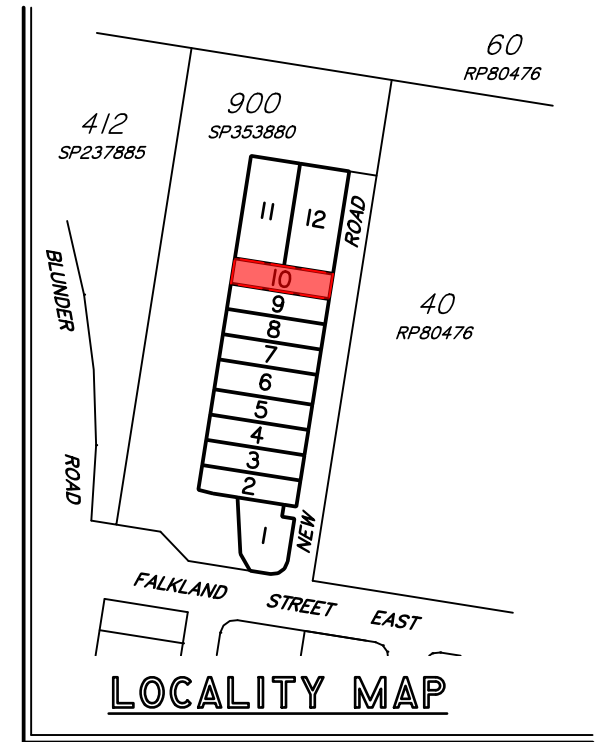 60
RP80476
900
SP353880
412
SP237885
11
12
ROAD
BLUNDER
ROAD
10
9
8
7
6
5
4
3
2
1
40
RP80476
NEW
FALKLAND STREET EAST
LOCALITY MAP